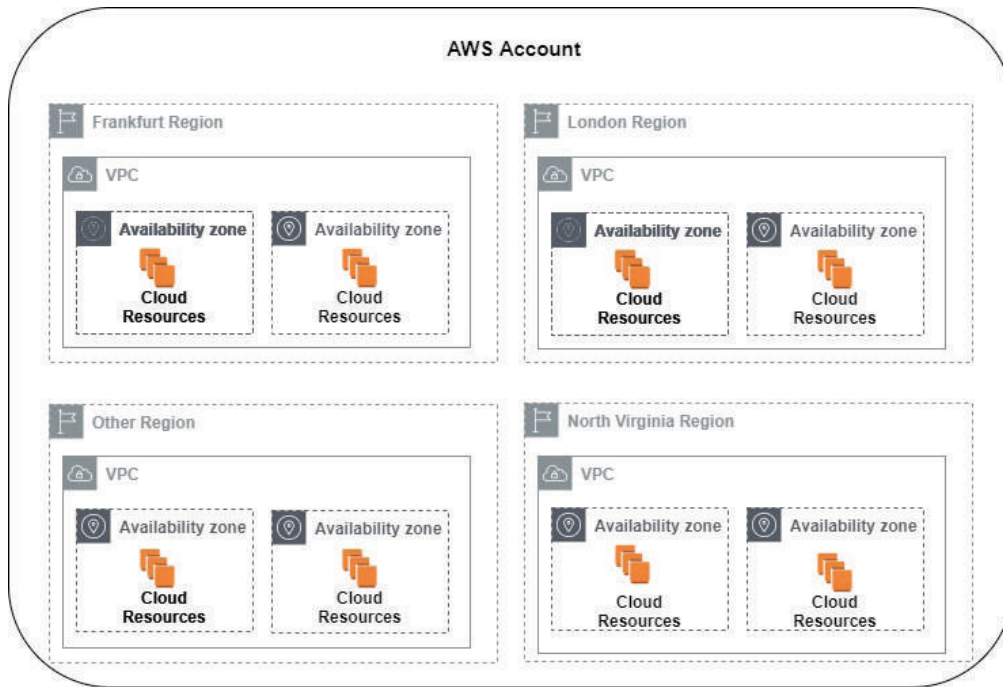 AWS Account
Frankfurt Region
VPC
Availability zone
Cloud
Resources
Availability zone
Cloud
Resources
London Region
VPC
Availability zone
Cloud
Resources
Availability zone
Cloud
Resources
Other Region
VPC
Availability zone
Cloud
Resources
Availability zone
Cloud
Resources
North Virginia Region
VPC
Availability zone
Cloud
Resources
Availability zone
Cloud
Resources